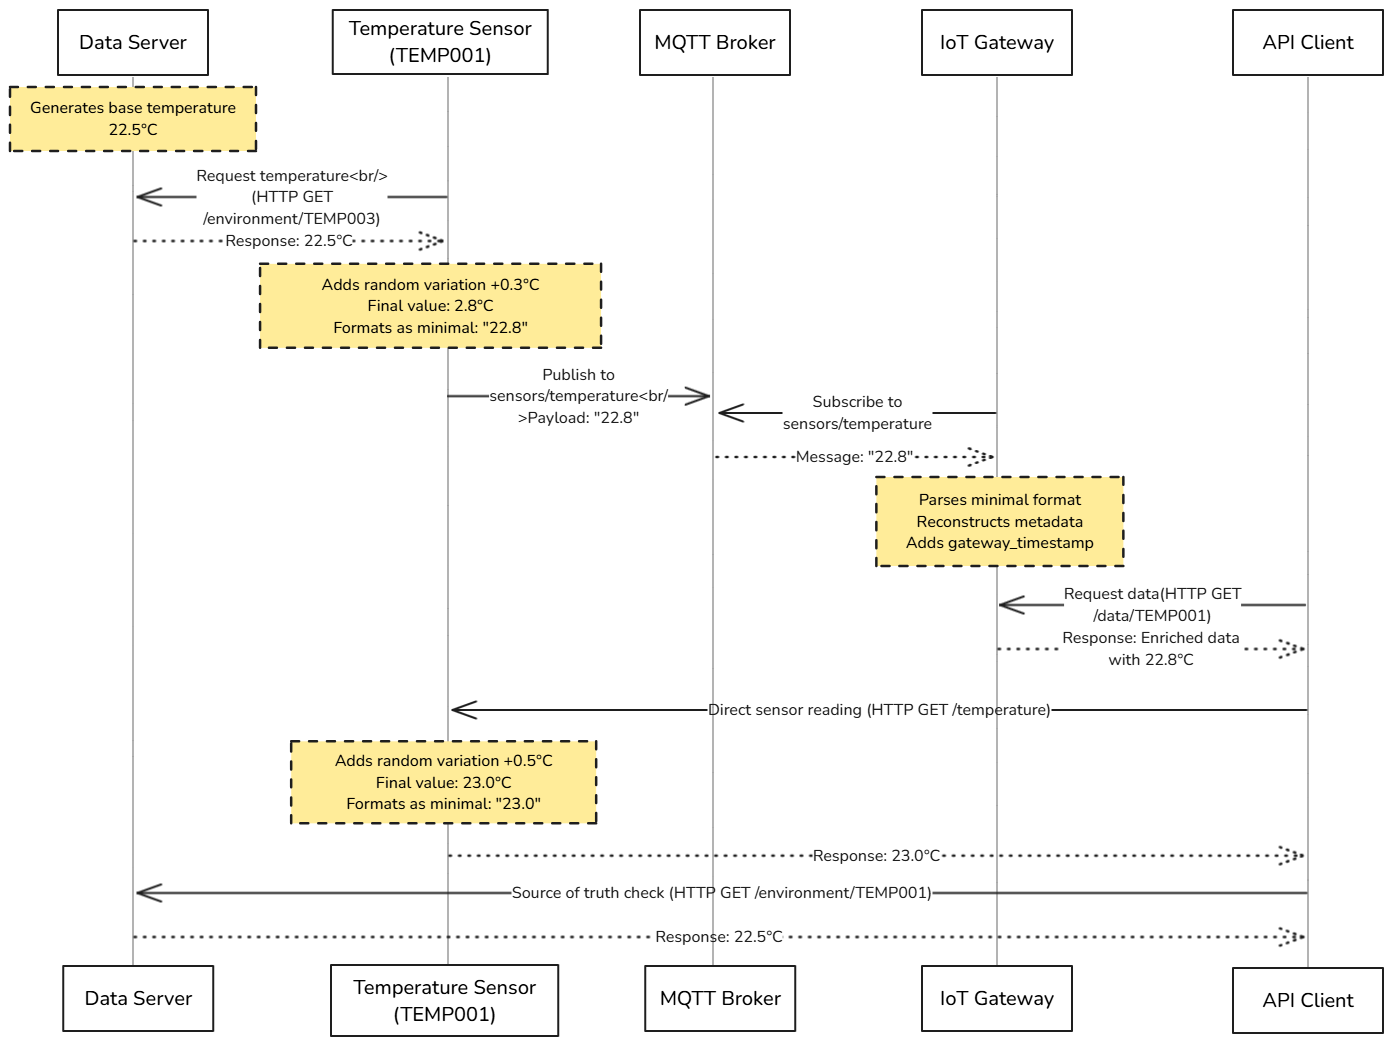 Data Server
Temperature Sensor
(TEMP001)
MQTT Broker
IoT Gateway
API Client
Generates base temperature
22.5°C
Request temperature<br/>
(HTTP GET
/environment/TEMP003)
Response: 22.5°C
Adds random variation +0.3°C
Final value: 2.8°C
Formats as minimal: "22.8"
Publish to
sensors/temperature<br/
>Payload: "22.8"
Subscribe to
sensors/temperature
Message: "22.8"
Parses minimal format
Reconstructs metadata
Adds gateway_timestamp
Request data(HTTP GET
/data/TEMP001)
Response: Enriched data
with 22.8°C
Direct sensor reading (HTTP GET /temperature)
Adds random variation +0.5°C
Final value: 23.0°C
Formats as minimal: "23.0"
Response: 23.0°C
Source of truth check (HTTP GET /environment/TEMP001)
Response: 22.5°C
Data Server
Temperature Sensor
(TEMP001)
MQTT Broker
IoT Gateway
API Client